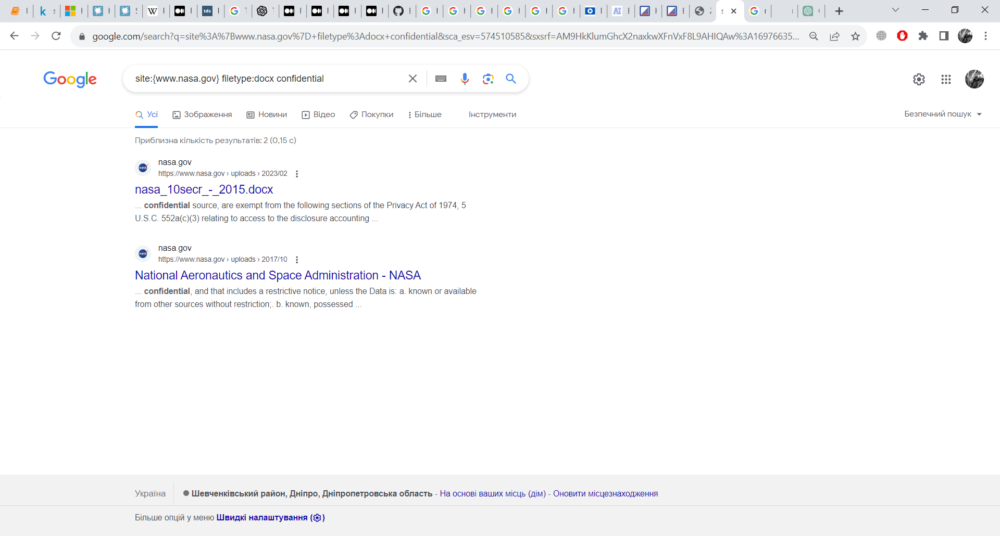 google.com/search?q=site%3A%7Bwww.nasa.gov%7D+filetype%3Adocx+confidential&sca_esv=574510585&sxsrf=AM9HkKlumGhcX2naxkwXFnVxF8L9AHIQAw%3A16976635...
Google
site:{www.nasa.gov} filetype:docx confidential
Усі Зображення Новини Відео Покупки Більше Інструменти Безпечний пошук
Приблизна кількість результатів: 2 (0,15 с)
nasa.gov
https://www.nasa.gov › uploads › 2023/02
nasa_10secr_-_2015.docx
... confidential source, are exempt from the following sections of the Privacy Act of 1974, 5
U.S.C. 552a(c)(3) relating to access to the disclosure accounting ...
nasa.gov
https://www.nasa.gov › uploads › 2017/10
National Aeronautics and Space Administration - NASA
... confidential, and that includes a restrictive notice, unless the Data is: a. known or available
from other sources without restriction;. b. known, possessed ...
Україна Шевченківський район, Дніпро, Дніпропетровська область - На основі ваших місць (дім) - Оновити місцезнаходження
Більше опцій у меню Швидкі налаштування ( )